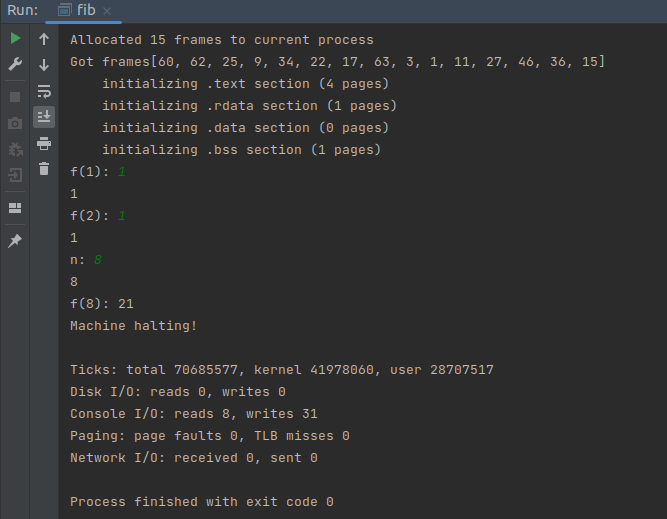 Run: fib
Allocated 15 frames to current process
Got frames[60, 62, 25, 9, 34, 22, 17, 63, 3, 1, 11, 27, 46, 36, 15]
    initializing .text section (4 pages)
    initializing .rdata section (1 pages)
    initializing .data section (0 pages)
    initializing .bss section (1 pages)
f(1): 1
1
f(2): 1
1
n: 8
8
f(8): 21
Machine halting!

Ticks: total 70685577, kernel 41978060, user 28707517
Disk I/O: reads 0, writes 0
Console I/O: reads 8, writes 31
Paging: page faults 0, TLB misses 0
Network I/O: received 0, sent 0

Process finished with exit code 0